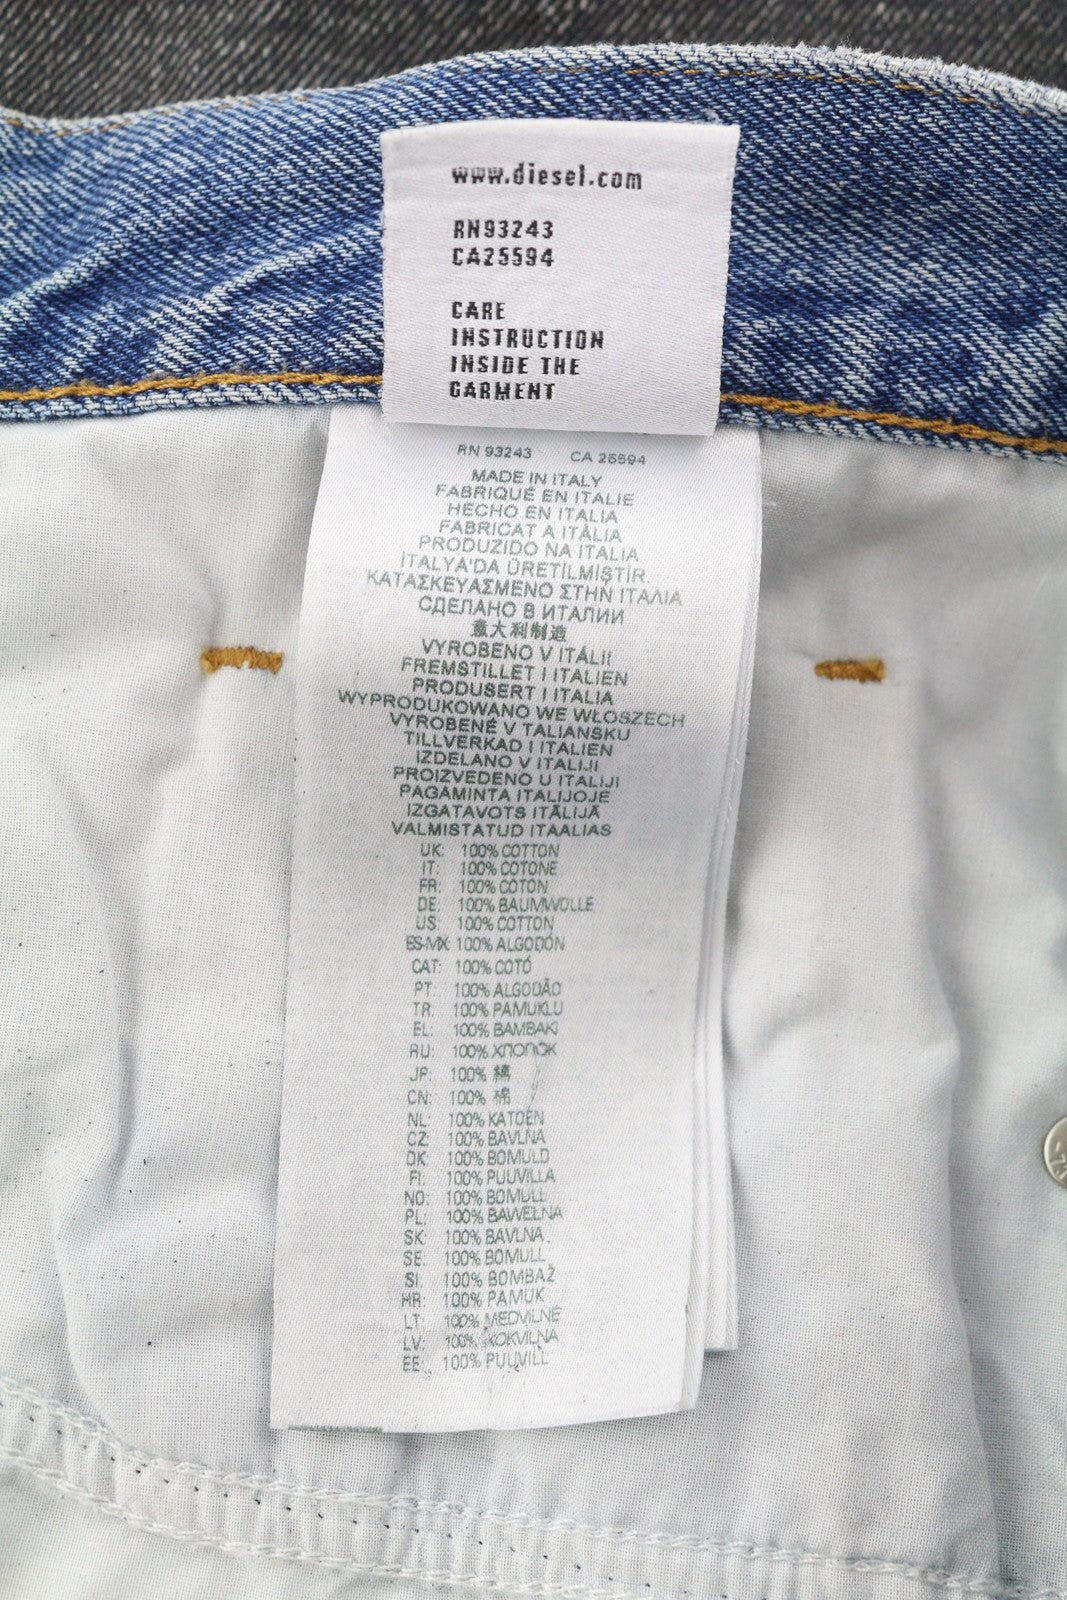 www.diesel.com
RN93243
CA25594
CARE
INSTRUCTION
INSIDE THE
GARMENT
RN 93243 CA 25594
MADE IN ITALY
FABRIQUÉ EN ITALIE
HECHO EN ITALIA
FABRICAT A ITÀLIA
PRODUZIDO NA ITALIA
İTALYA'DA ÜRETİLMİŞTİR
ΚΑΤΑΣΚΕΥΑΣΜΕΝΟ ΣΤΗΝ ΙΤΑΛΙΑ
СДЕЛАНО В ИТАЛИИ
意大利制造
VYROBENO V ITÁLII
FREMSTILLET I ITALIEN
PRODUSERT I ITALIA
WYPRODUKOWANO WE WŁOSZECH
VYROBENÉ V TALIANSKU
TILLVERKAD I ITALIEN
IZDELANO V ITALIJI
PROIZVEDENO U ITALIJI
PAGAMINTA ITALIJOJE
IZGATAVOTS ITĀLIJĀ
VALMISTATUD ITAALIAS
UK: 100% COTTON
IT: 100% COTONE
FR: 100% COTON
DE: 100% BAUMWOLLE
US: 100% COTTON
ES-MX: 100% ALGODÓN
CAT: 100% COTÓ
PT: 100% ALGODÃO
TR: 100% PAMUKLU
EL: 100% ΒΑΜΒΑΚΙ
RU: 100% ХЛОПОК
JP: 100% 綿
CN: 100% 棉
NL: 100% KATOEN
CZ: 100% BAVLNA
DK: 100% BOMULD
FI: 100% PUUVILLA
NO: 100% BOMULL
PL: 100% BAWEŁNA
SK: 100% BAVLNA
SE: 100% BOMULL
SI: 100% BOMBAŽ
HR: 100% PAMUK
LT: 100% MEDVILNĖ
LV: 100% KOKVILNA
EE: 100% PUUVILL